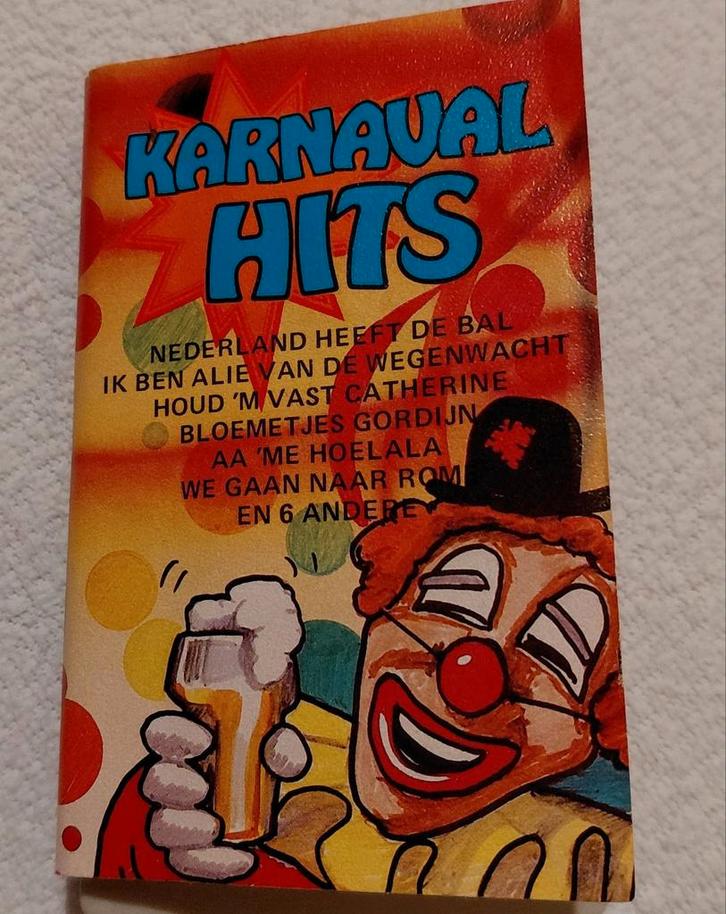 KARNAVAL
HITS
NEDERLAND HEEFT DE BAL
IK BEN ALIE VAN DE WEGENWACHT
HOUD 'M VAST CATHERINE
BLOEMETJES GORDIJN
AA 'ME HOELALA
WE GAAN NAAR ROM
EN 6 ANDERE